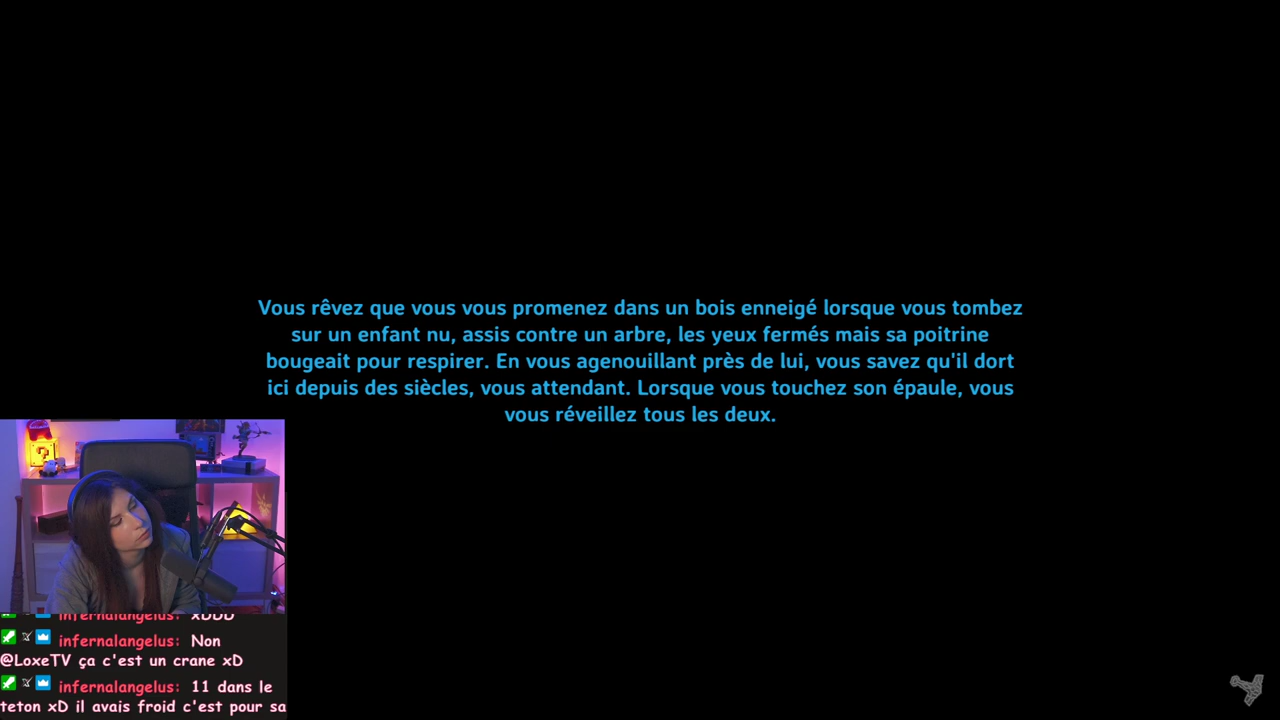 Vous rêvez que vous vous promenez dans un bois enneigé lorsque vous tombez
sur un enfant nu, assis contre un arbre, les yeux fermés mais sa poitrine
bougeait pour respirer. En vous agenouillant près de lui, vous savez qu'il dort
ici depuis des siècles, vous attendant. Lorsque vous touchez son épaule, vous
vous réveillez tous les deux.
infernalangelus: xDDD
infernalangelus: Non
@LoxeTV ça c'est un crane xD
infernalangelus: 11 dans le
teton xD il avais froid c'est pour sa